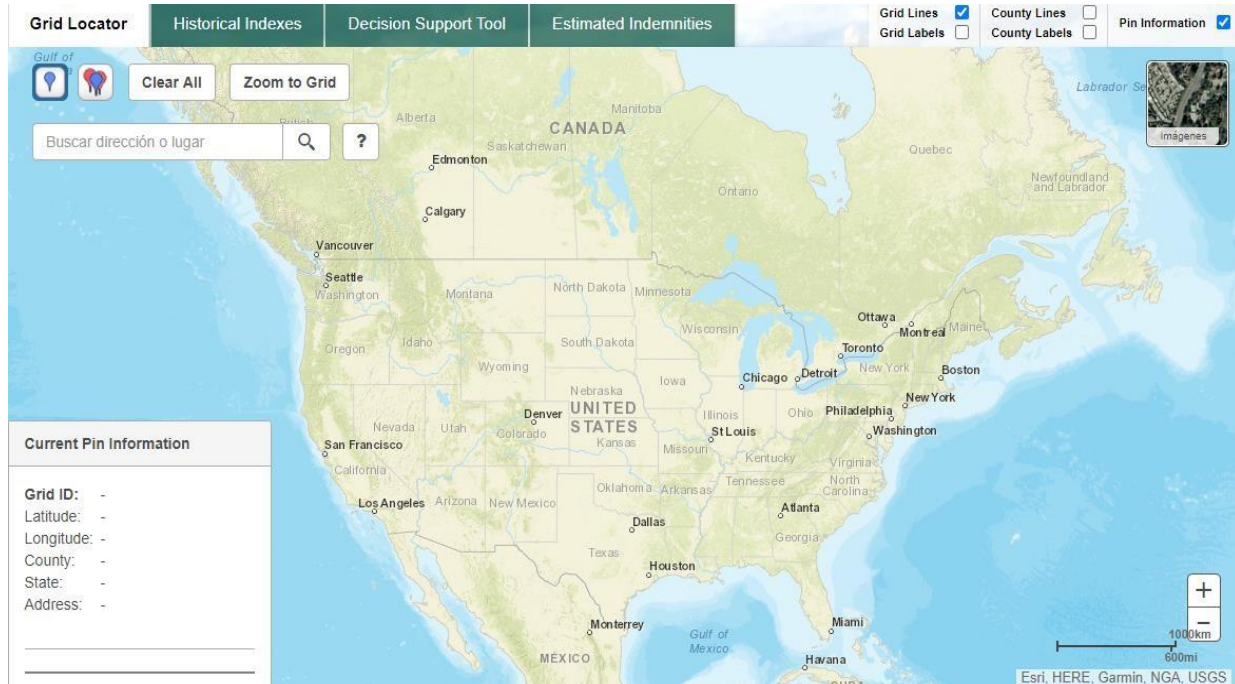 Grid Locator
Historical Indexes
Decision Support Tool
Estimated Indemnities
Grid Lines
County Lines
Grid Labels
County Labels
Pin Information
Gulf of
Clear All
Zoom to Grid
Labrador Se
Imágenes
Buscar dirección o lugar
?
Manitoba
Alberta
British
CANADA
Saskatchewan
Quebec
Edmonton
Newfoundland
and Labrador
Ontario
Calgary
Vancouver
Seattle
Washington
North Dakota
Minnesota
Montana
Ottawa
Montreal
Maine
Wisconsin
Toronto
Oregon
Idaho
South Dakota
Wyoming
New York
Boston
Chicago
Detroit
Iowa
Nebraska
New York
UNITED
STATES
Denver
Illinois
Ohio
Philadelphia
Nevada
Utah
Colorado
Kansas
St Louis
Washington
Missouri
San Francisco
Kentucky
Virginia
California
Oklahoma
Arkansas
Tennessee
North
Carolina
Los Angeles
Arizona
New Mexico
Atlanta
Dallas
Georgia
Texas
Houston
Monterrey
Gulf of
Mexico
Miami
MÉXICO
Havana
CUBA
Current Pin Information
Grid ID: -
Latitude: -
Longitude: -
County: -
State: -
Address: -
+
−
1000km
600mi
Esri, HERE, Garmin, NGA, USGS